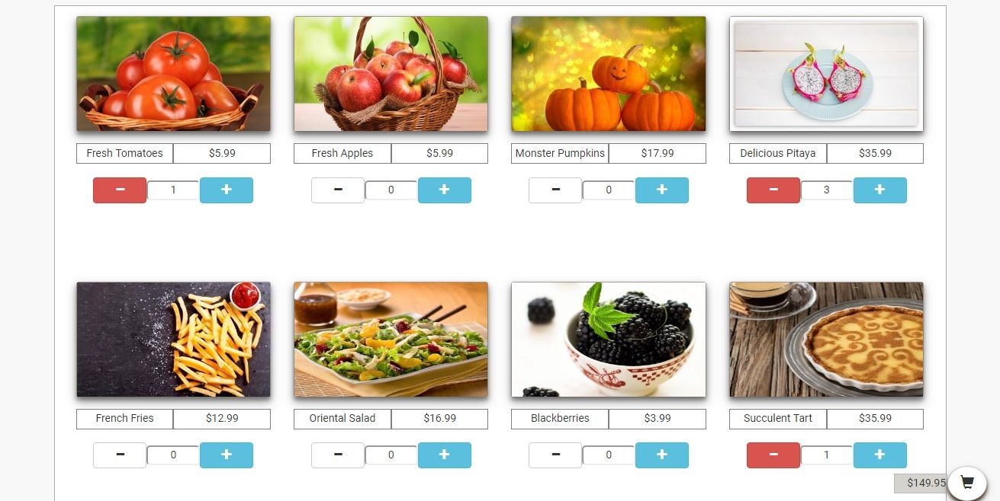 Fresh Tomatoes $5.99
Fresh Apples $5.99
Monster Pumpkins $17.99
Delicious Pitaya $35.99
− 1 +
− 0 +
− 0 +
− 3 +
French Fries $12.99
Oriental Salad $16.99
Blackberries $3.99
Succulent Tart $35.99
− 0 +
− 0 +
− 0 +
− 1 +
$149.95